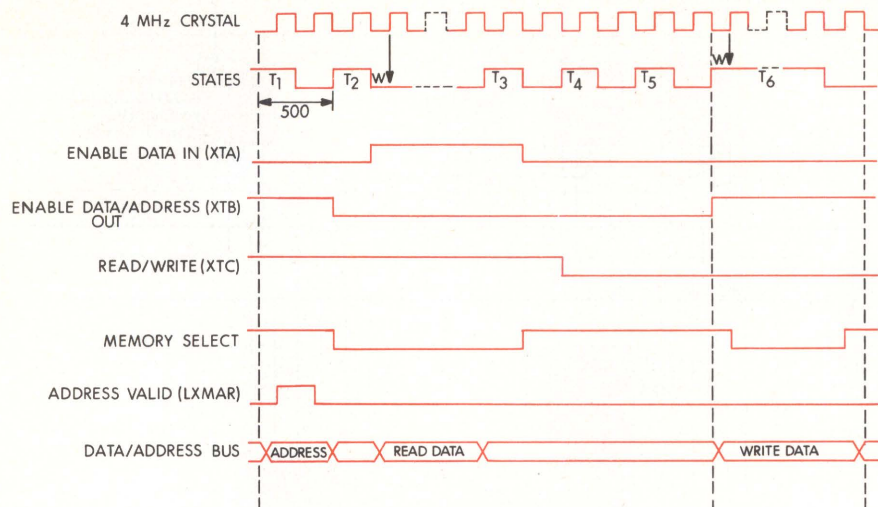 4 MHz CRYSTAL
STATES
T1
T2
W
T3
T4
T5
W
T6
500
ENABLE DATA IN (XTA)
ENABLE DATA/ADDRESS (XTB)
OUT
READ/WRITE (XTC)
MEMORY SELECT
ADDRESS VALID (LXMAR)
DATA/ADDRESS BUS
ADDRESS
READ DATA
WRITE DATA